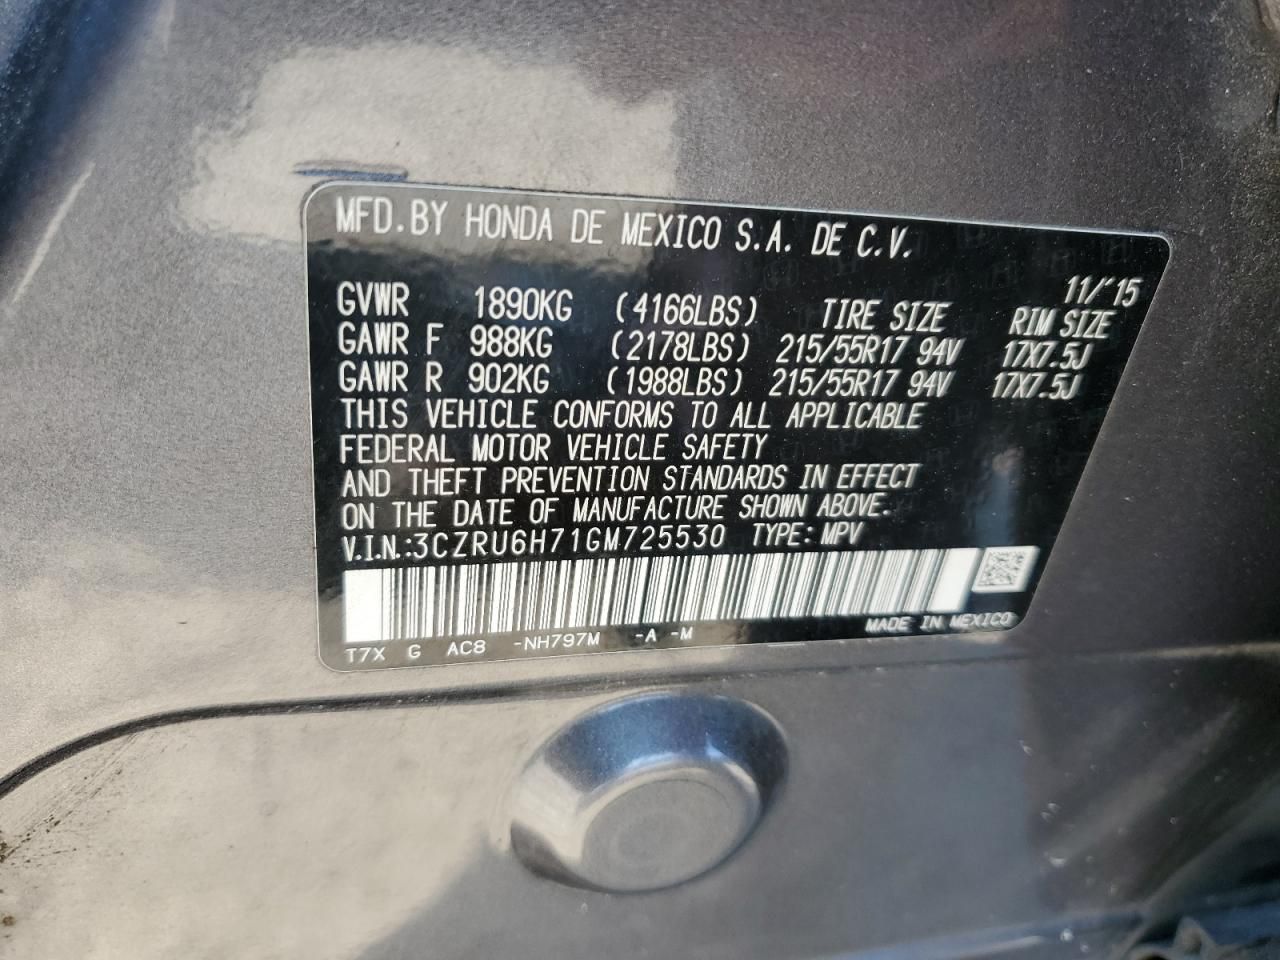 MFD. BY HONDA DE MEXICO S.A. DE C.V.
11/'15
GVWR 1890KG (4166LBS) TIRE SIZE RIM SIZE
GAWR F 988KG (2178LBS) 215/55R17 94V 17X7.5J
GAWR R 902KG (1988LBS) 215/55R17 94V 17X7.5J
THIS VEHICLE CONFORMS TO ALL APPLICABLE
FEDERAL MOTOR VEHICLE SAFETY
AND THEFT PREVENTION STANDARDS IN EFFECT
ON THE DATE OF MANUFACTURE SHOWN ABOVE.
V.I.N.:3CZRU6H71GM725530 TYPE: MPV
MADE IN MEXICO
T7X G AC8 -NH797M -A -M